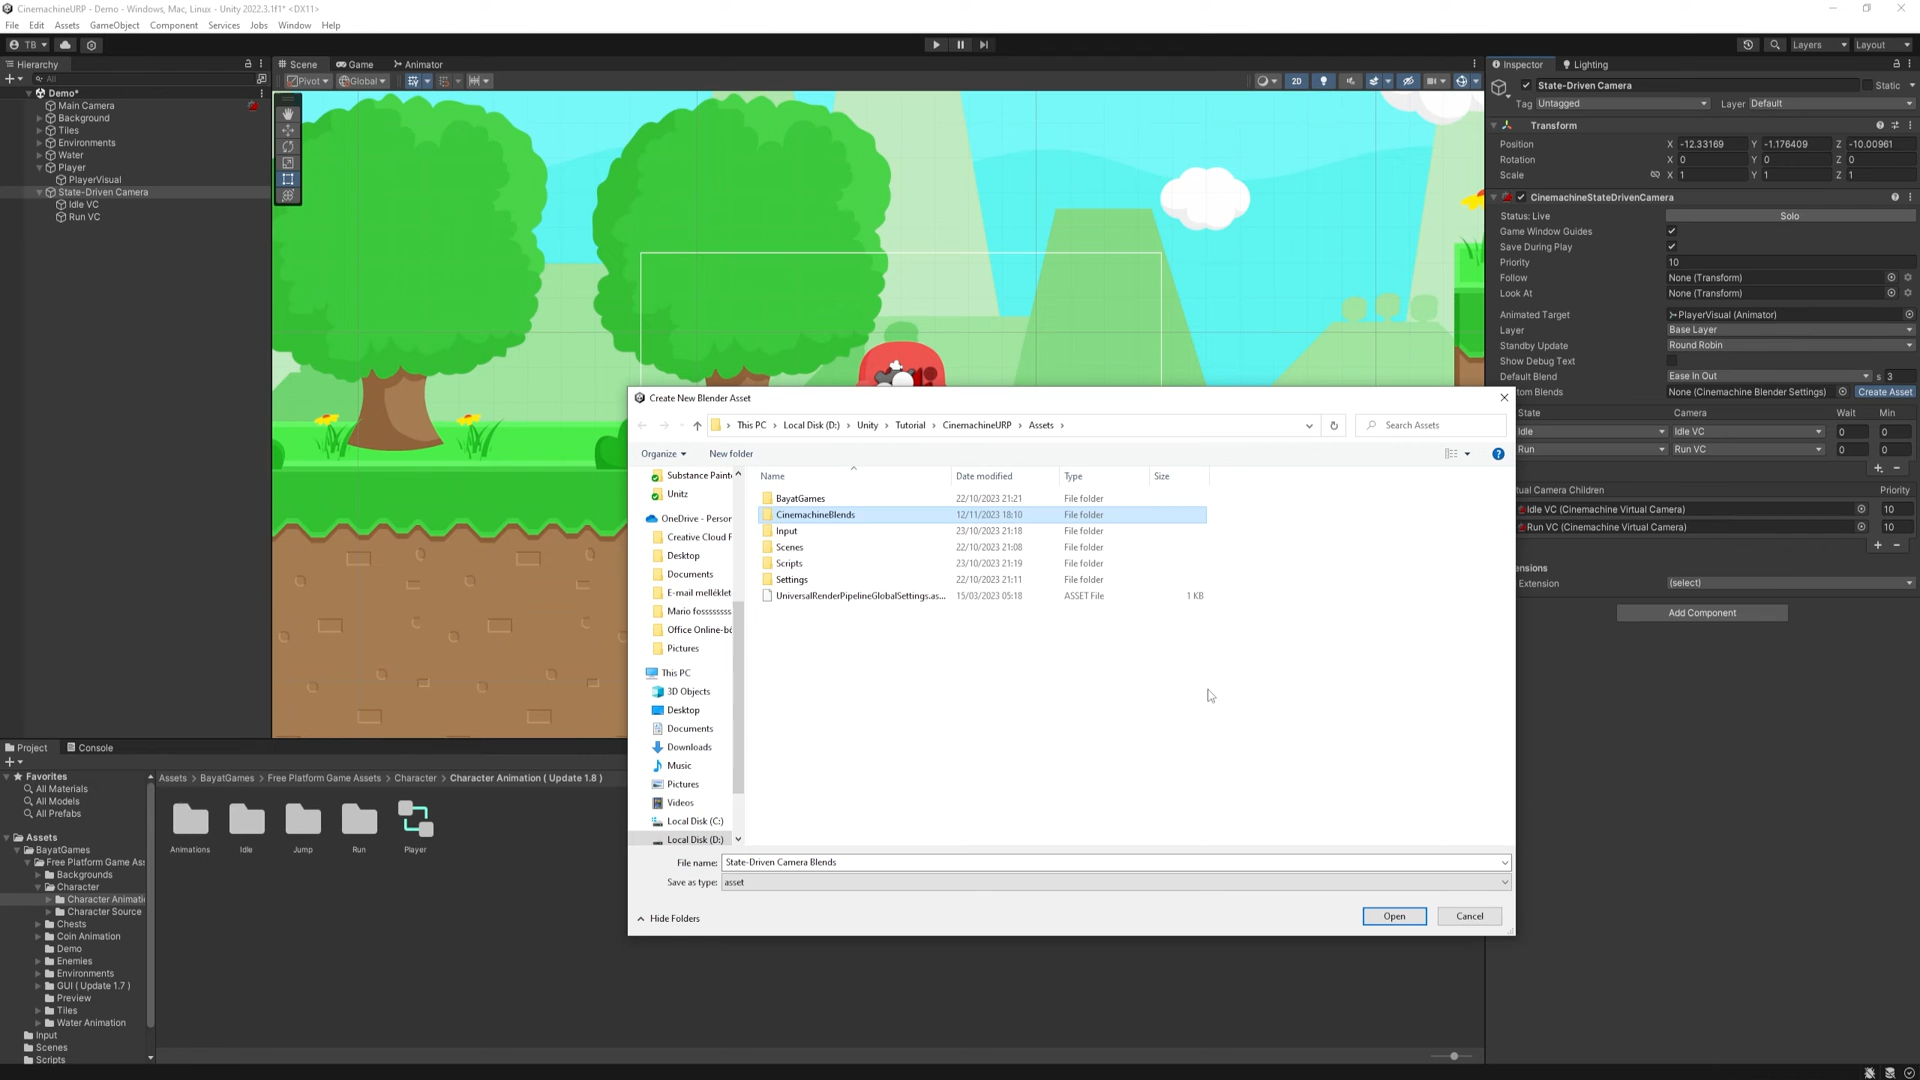 CinemachineURP - Demo - Windows, Mac, Linux - Unity 2022.3.1f1* <DX11>
File Edit Assets GameObject Component Services Jobs Window Help
TB
Layers Layout
Hierarchy
All
Demo*
Main Camera
Background
Tiles
Environments
Water
Player
PlayerVisual
State-Driven Camera
Idle VC
Run VC
Scene Game Animator
Pivot Global 2D
Inspector Lighting
State-Driven Camera Static
Tag Untagged Layer Default
Transform
Position X -12.33169 Y -1.176409 Z -10.00961
Rotation X 0 Y 0 Z 0
Scale X 1 Y 1 Z 1
CinemachineStateDrivenCamera
Status: Live Solo
Game Window Guides
Save During Play
Priority 10
Follow None (Transform)
Look At None (Transform)
Animated Target PlayerVisual (Animator)
Layer Base Layer
Standby Update Round Robin
Show Debug Text
Default Blend Ease In Out s 3
tom Blends None (Cinemachine Blender Settings) Create Asset
State Camera Wait Min
Idle Idle VC 0 0
Run Run VC 0 0
tual Camera Children Priority
Idle VC (Cinemachine Virtual Camera) 10
Run VC (Cinemachine Virtual Camera) 10
ensions
Extension (select)
Add Component
Create New Blender Asset
This PC Local Disk (D:) Unity Tutorial CinemachineURP Assets
Search Assets
Organize New folder
Substance Painte
Unitz
OneDrive - Person
Creative Cloud F
Desktop
Documents
E-mail melléklet
Mario fosssssss
Office Online-bó
Pictures
This PC
3D Objects
Desktop
Documents
Downloads
Music
Pictures
Videos
Local Disk (C:)
Local Disk (D:)
Name Date modified Type Size
BayatGames 22/10/2023 21:21 File folder
CinemachineBlends 12/11/2023 18:10 File folder
Input 23/10/2023 21:18 File folder
Scenes 22/10/2023 21:08 File folder
Scripts 23/10/2023 21:19 File folder
Settings 22/10/2023 21:11 File folder
UniversalRenderPipelineGlobalSettings.as... 15/03/2023 05:18 ASSET File 1 KB
File name: State-Driven Camera Blends
Save as type: asset
Hide Folders
Open Cancel
Project Console
Favorites
All Materials
All Models
All Prefabs
Assets
BayatGames
Free Platform Game Ass
Backgrounds
Character
Character Animati
Character Source
Chests
Coin Animation
Demo
Enemies
Environments
GUI ( Update 1.7 )
Preview
Tiles
Water Animation
Input
Scenes
Scripts
Assets BayatGames Free Platform Game Assets Character Character Animation ( Update 1.8 )
Animations Idle Jump Run Player